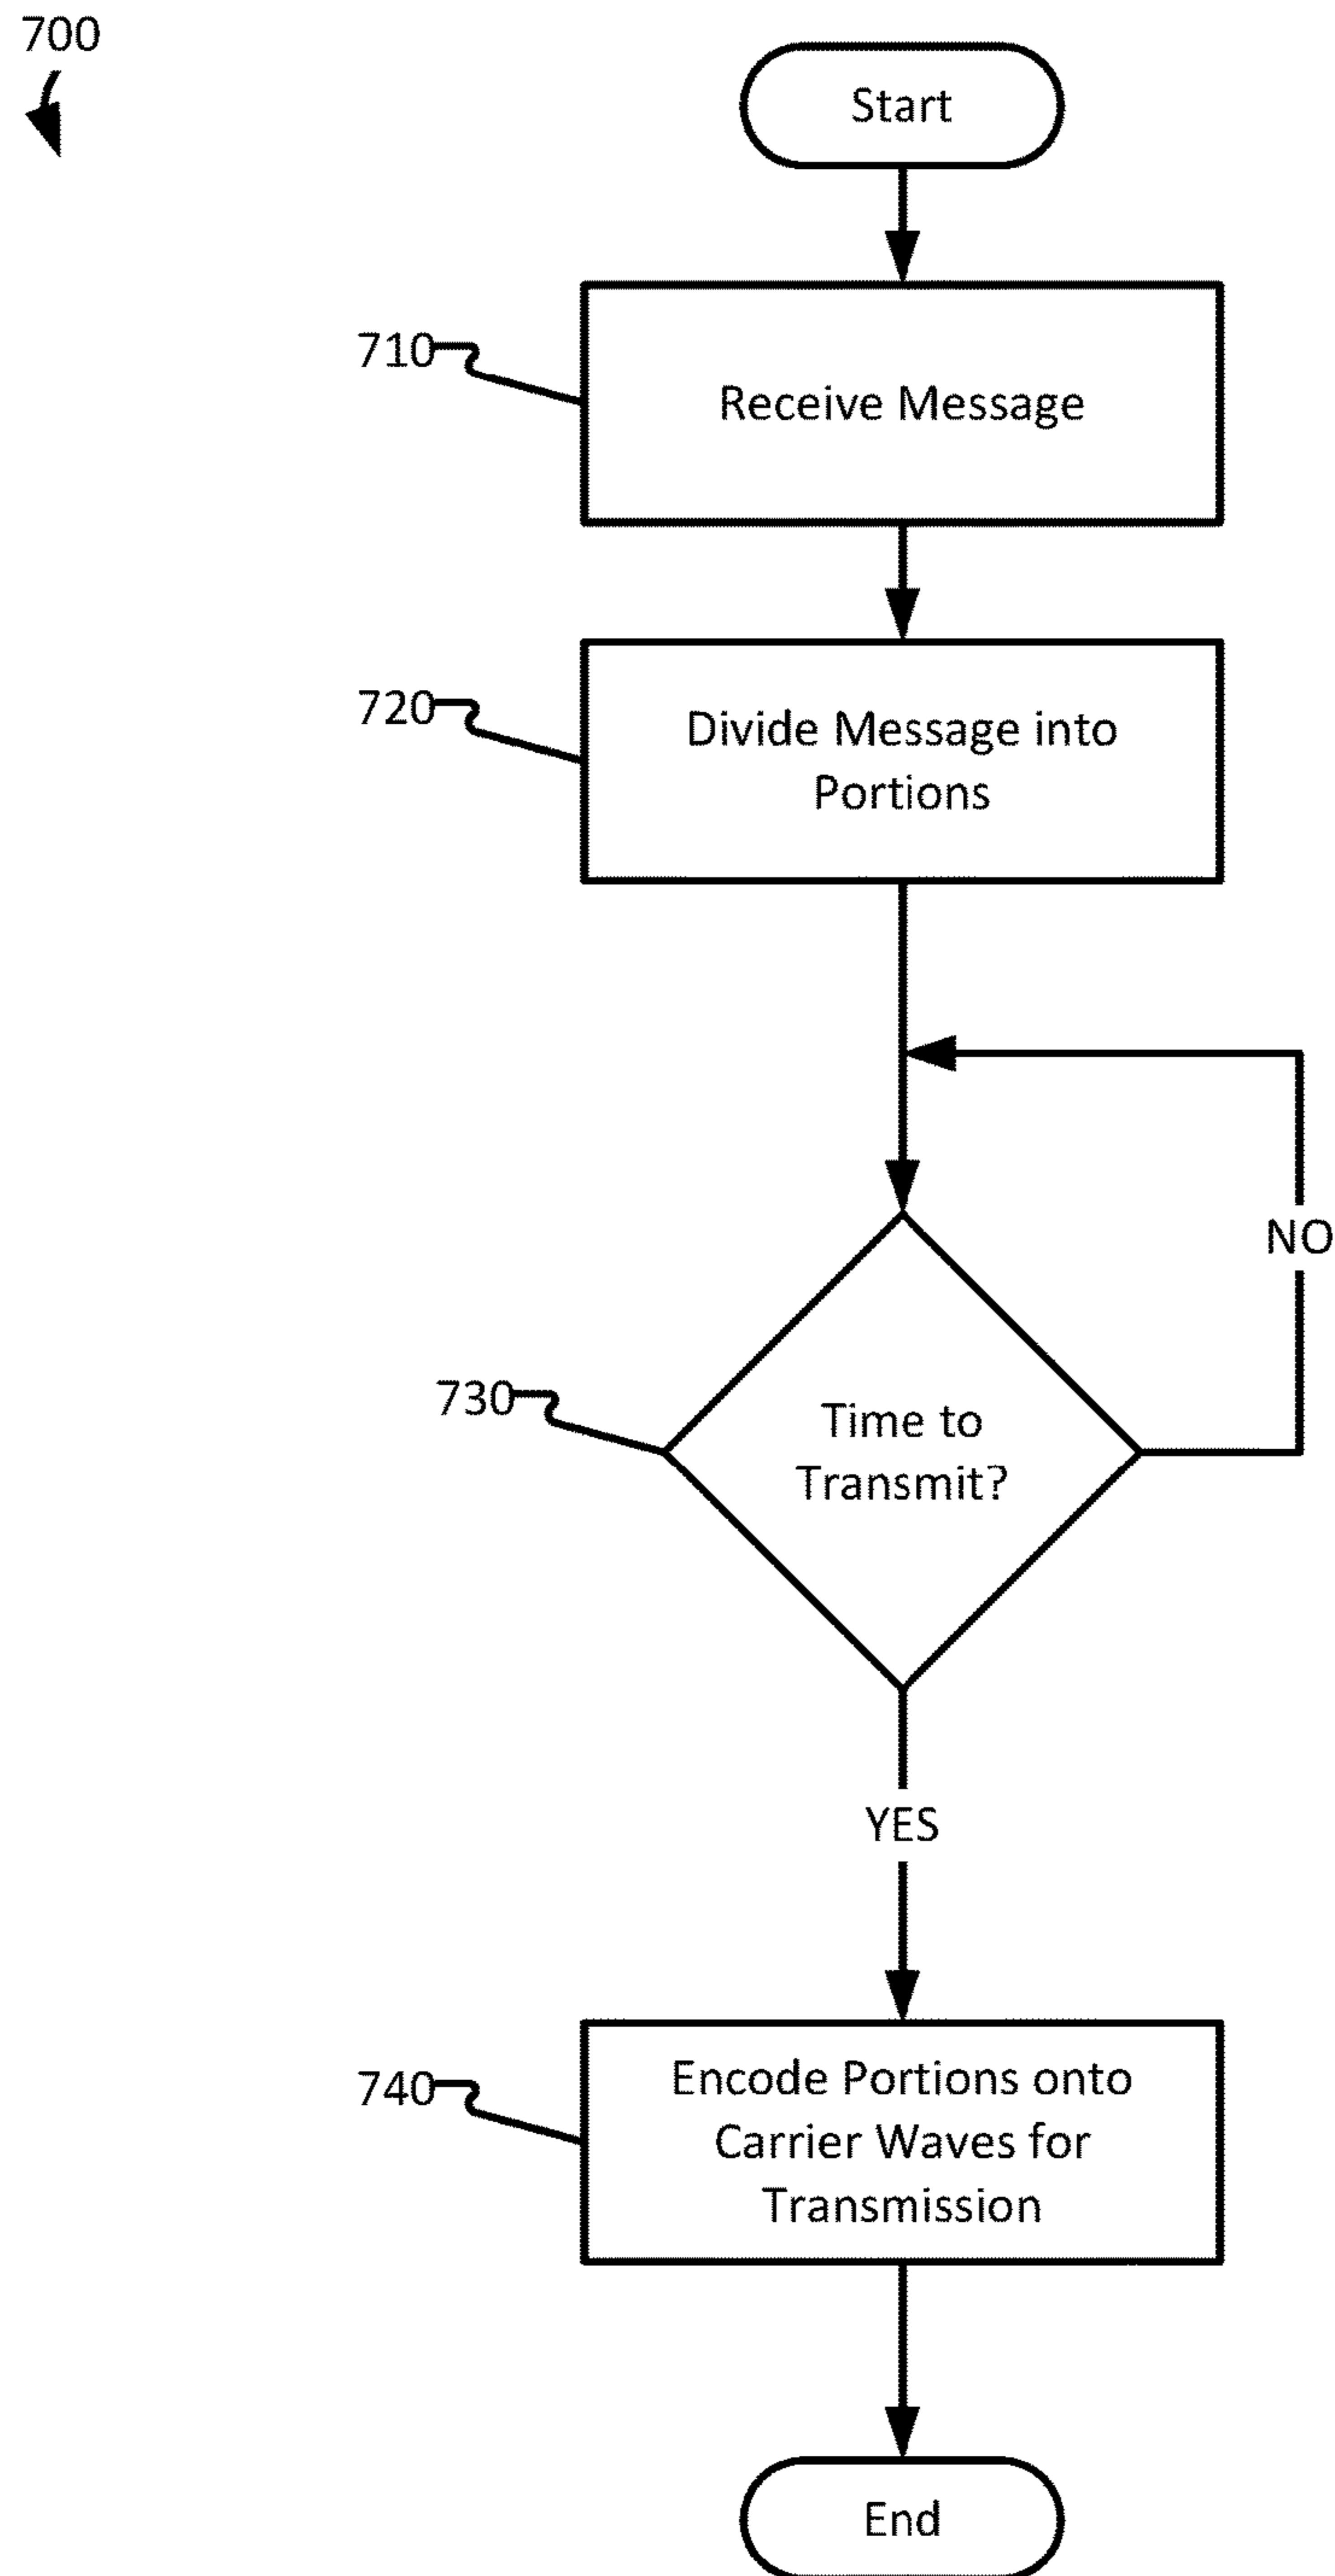 700
Start
710
Receive Message
720
Divide Message into
Portions
NO
730
Time to
Transmit?
YES
740
Encode Portions onto
Carrier Waves for
Transmission
End